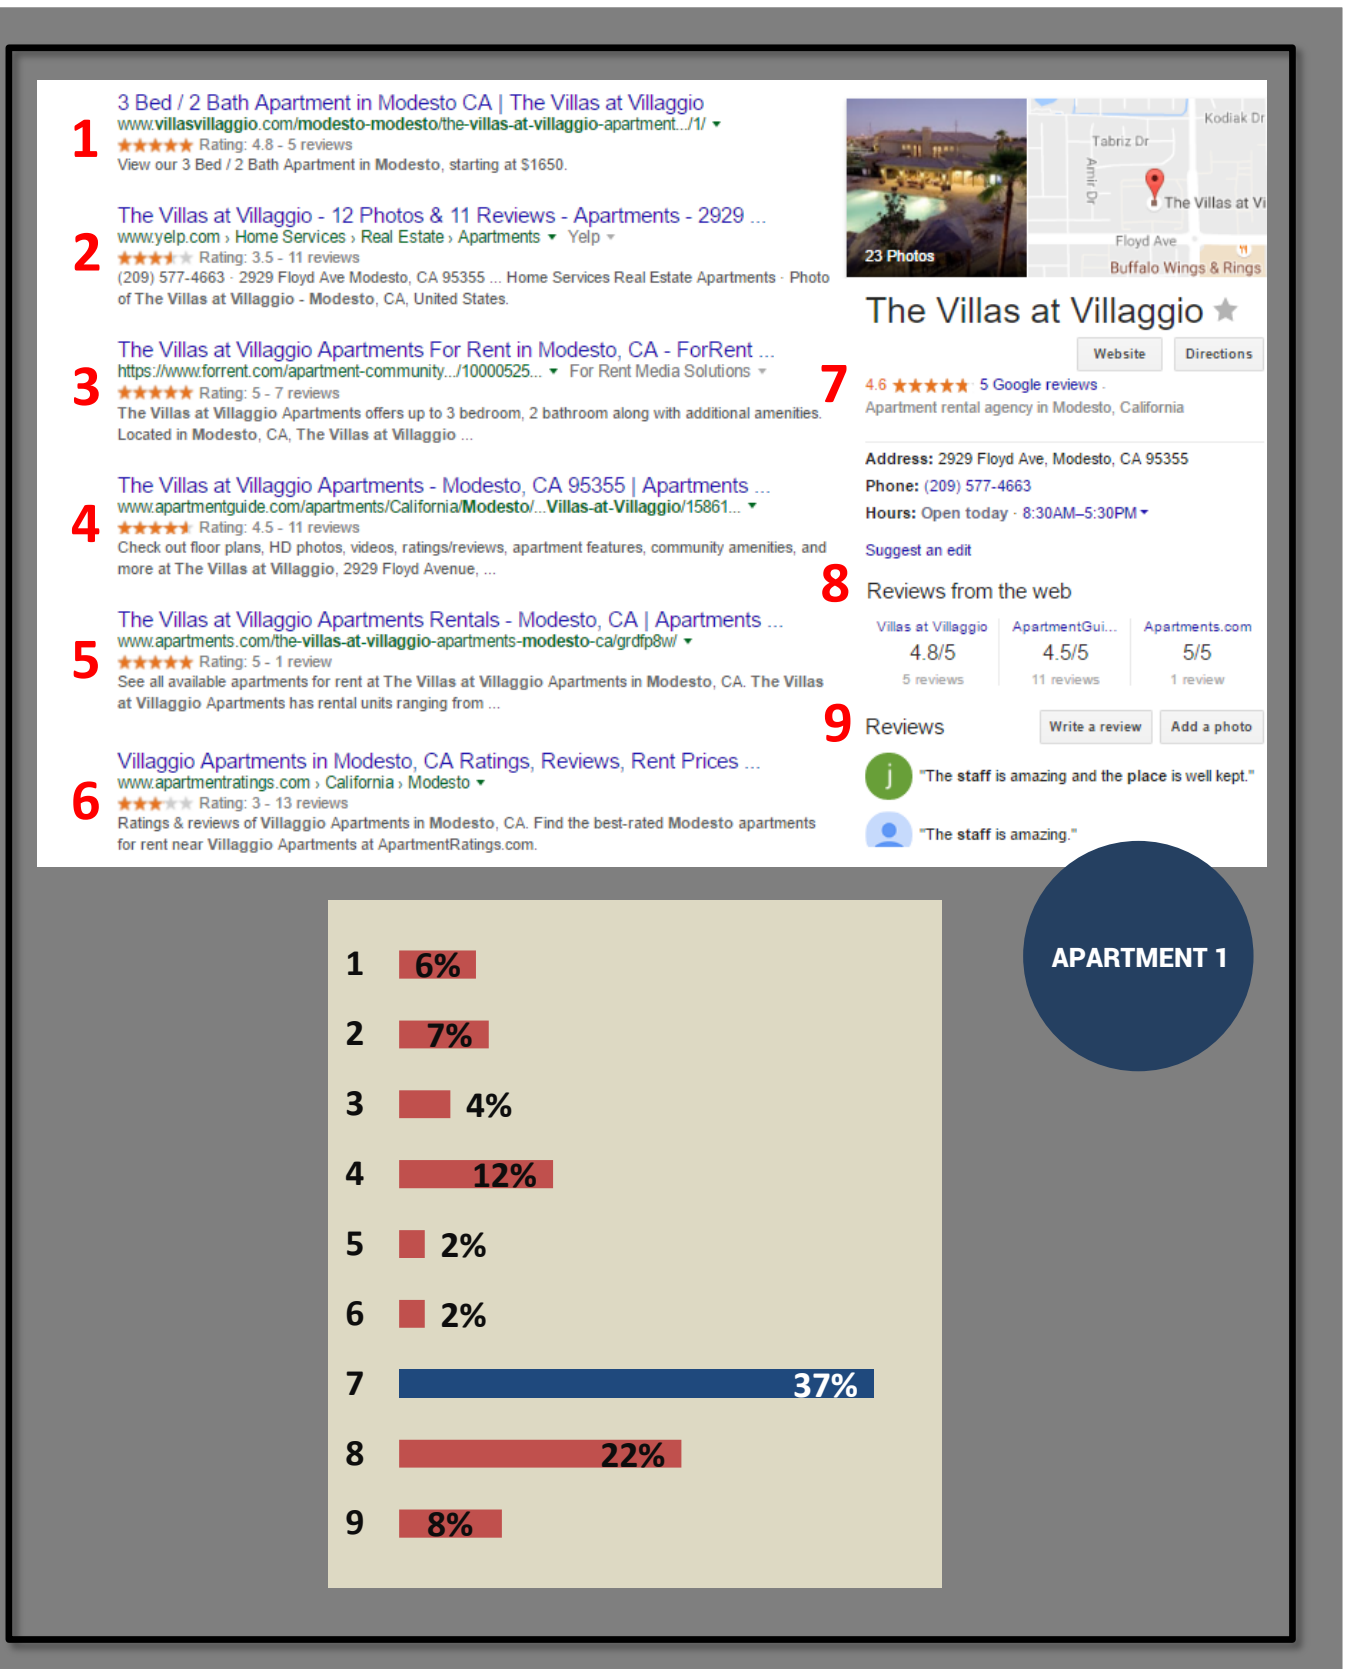 1
3 Bed / 2 Bath Apartment in Modesto CA | The Villas at Villaggio
www.villasvillaggio.com/modesto-modesto/the-villas-at-villaggio-apartment.../1/
Rating: 4.8 - 5 reviews
View our 3 Bed / 2 Bath Apartment in Modesto, starting at $1650.
2
The Villas at Villaggio - 12 Photos & 11 Reviews - Apartments - 2929 ...
www.yelp.com › Home Services › Real Estate › Apartments Yelp
Rating: 3.5 - 11 reviews
(209) 577-4663 · 2929 Floyd Ave Modesto, CA 95355 ... Home Services Real Estate Apartments · Photo
of The Villas at Villaggio - Modesto, CA, United States.
3
The Villas at Villaggio Apartments For Rent in Modesto, CA - ForRent ...
https://www.forrent.com/apartment-community.../10000525... For Rent Media Solutions
Rating: 5 - 7 reviews
The Villas at Villaggio Apartments offers up to 3 bedroom, 2 bathroom along with additional amenities.
Located in Modesto, CA, The Villas at Villaggio ...
4
The Villas at Villaggio Apartments - Modesto, CA 95355 | Apartments ...
www.apartmentguide.com/apartments/California/Modesto/...Villas-at-Villaggio/15861...
Rating: 4.5 - 11 reviews
Check out floor plans, HD photos, videos, ratings/reviews, apartment features, community amenities, and
more at The Villas at Villaggio, 2929 Floyd Avenue, ...
5
The Villas at Villaggio Apartments Rentals - Modesto, CA | Apartments ...
www.apartments.com/the-villas-at-villaggio-apartments-modesto-ca/grdfp8w/
Rating: 5 - 1 review
See all available apartments for rent at The Villas at Villaggio Apartments in Modesto, CA. The Villas
at Villaggio Apartments has rental units ranging from ...
6
Villaggio Apartments in Modesto, CA Ratings, Reviews, Rent Prices ...
www.apartmentratings.com › California › Modesto
Rating: 3 - 13 reviews
Ratings & reviews of Villaggio Apartments in Modesto, CA. Find the best-rated Modesto apartments
for rent near Villaggio Apartments at ApartmentRatings.com.
23 Photos
Kodiak Dr
Tabriz Dr
Amir Dr
The Villas at Vi
Floyd Ave
Buffalo Wings & Rings
The Villas at Villaggio
Website Directions
7
4.6 5 Google reviews
Apartment rental agency in Modesto, California
Address: 2929 Floyd Ave, Modesto, CA 95355
Phone: (209) 577-4663
Hours: Open today · 8:30AM–5:30PM
Suggest an edit
8
Reviews from the web
Villas at Villaggio ApartmentGui... Apartments.com
4.8/5 4.5/5 5/5
5 reviews 11 reviews 1 review
9
Reviews Write a review Add a photo
j "The staff is amazing and the place is well kept."
"The staff is amazing."
APARTMENT 1
1 6%
2 7%
3 4%
4 12%
5 2%
6 2%
7 37%
8 22%
9 8%